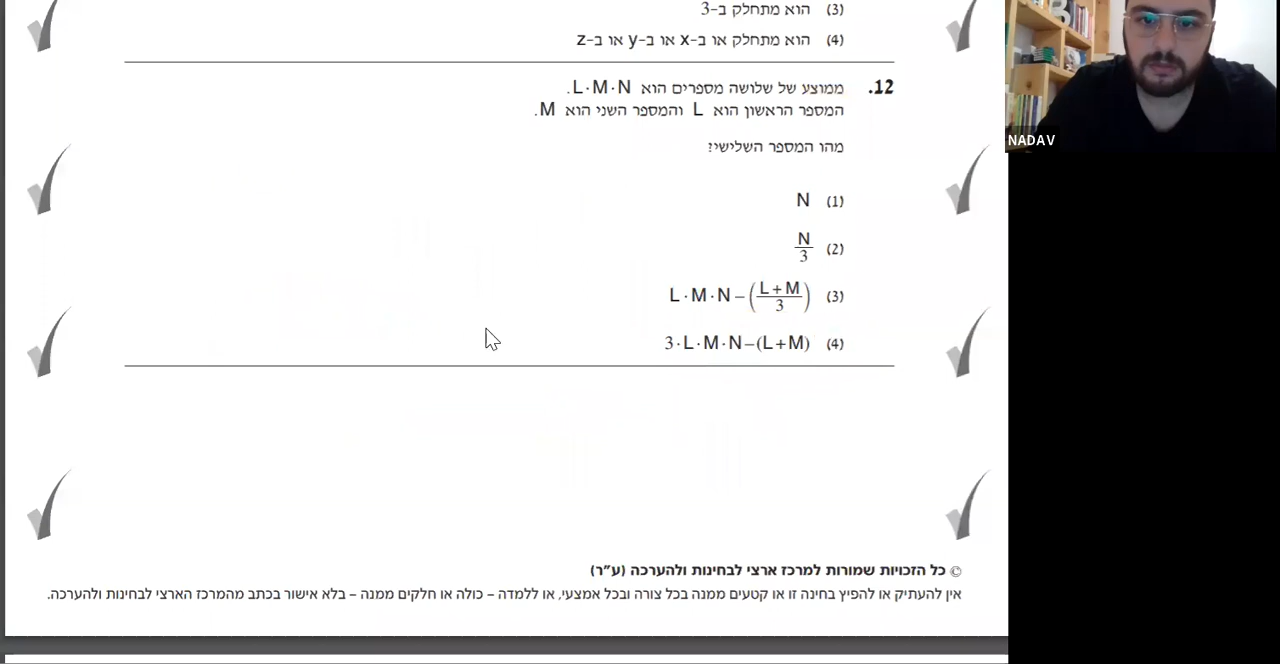 (3) הוא מתחלק ב-3
(4) הוא מתחלק או ב-x או ב-y או ב-z
.12 ממוצע של שלושה מספרים הוא L·M·N.
המספר הראשון הוא L והמספר השני הוא M.
מהו המספר השלישי?
(1) N
(2) N/3
(3) L·M·N–(L+M/3)
(4) 3·L·M·N–(L+M)
© כל הזכויות שמורות למרכז ארצי לבחינות ולהערכה (ע"ר)
אין להעתיק או להפיץ בחינה זו או קטעים ממנה בכל צורה ובכל אמצעי, או ללמדה – כולה או חלקים ממנה – בלא אישור בכתב מהמרכז הארצי לבחינות ולהערכה.
NADAV